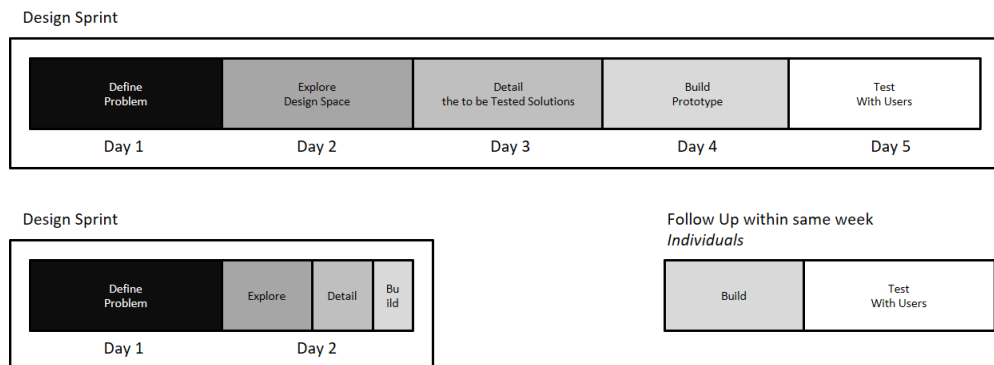 Design Sprint
Define
Problem
Explore
Design Space
Detail
the to be Tested Solutions
Build
Prototype
Test
With Users
Day 1
Day 2
Day 3
Day 4
Day 5
Design Sprint
Define
Problem
Explore
Detail
Bu
ild
Day 1
Day 2
Follow Up within same week
Individuals
Build
Test
With Users